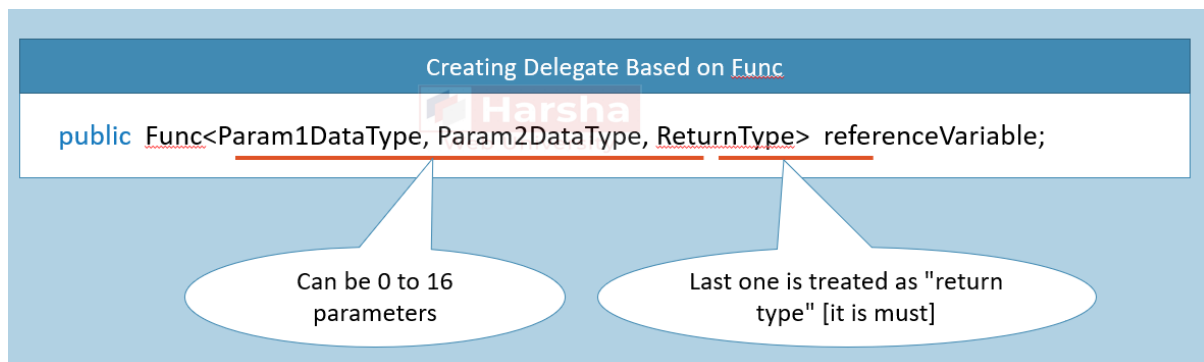 Creating Delegate Based on Func
Harsha
public Func<Param1DataType, Param2DataType, ReturnType> referenceVariable;
Can be 0 to 16
parameters
Last one is treated as "return
type" [it is must]